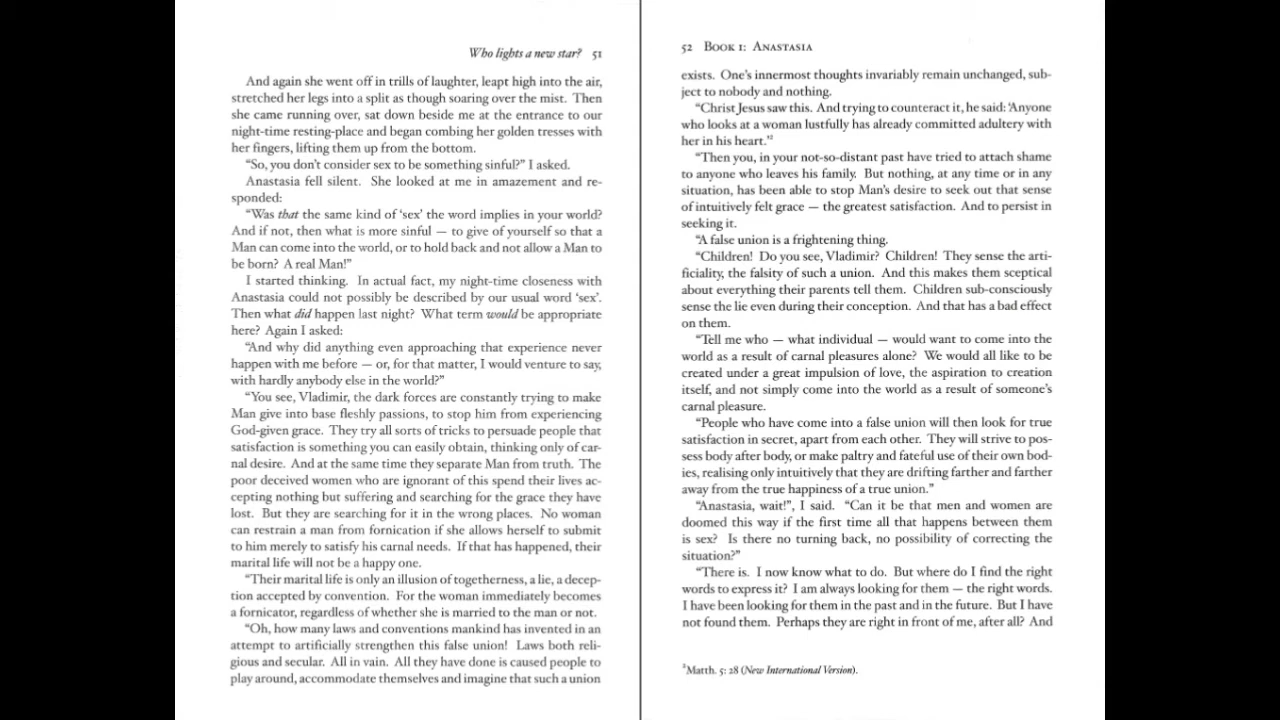 Who lights a new star? 51
And again she went off in trills of laughter, leapt high into the air,
stretched her legs into a split as though soaring over the mist. Then
she came running over, sat down beside me at the entrance to our
night-time resting-place and began combing her golden tresses with
her fingers, lifting them up from the bottom.
“So, you don’t consider sex to be something sinful?” I asked.
Anastasia fell silent. She looked at me in amazement and re-
sponded:
“Was that the same kind of ‘sex’ the word implies in your world?
And if not, then what is more sinful — to give of yourself so that a
Man can come into the world, or to hold back and not allow a Man to
be born? A real Man!”
I started thinking. In actual fact, my night-time closeness with
Anastasia could not possibly be described by our usual word ‘sex’.
Then what did happen last night? What term would be appropriate
here? Again I asked:
“And why did anything even approaching that experience never
happen with me before — or, for that matter, I would venture to say,
with hardly anybody else in the world?”
“You see, Vladimir, the dark forces are constantly trying to make
Man give into base fleshly passions, to stop him from experiencing
God-given grace. They try all sorts of tricks to persuade people that
satisfaction is something you can easily obtain, thinking only of car-
nal desire. And at the same time they separate Man from truth. The
poor deceived women who are ignorant of this spend their lives ac-
cepting nothing but suffering and searching for the grace they have
lost. But they are searching for it in the wrong places. No woman
can restrain a man from fornication if she allows herself to submit
to him merely to satisfy his carnal needs. If that has happened, their
marital life will not be a happy one.
“Their marital life is only an illusion of togetherness, a lie, a decep-
tion accepted by convention. For the woman immediately becomes
a fornicator, regardless of whether she is married to the man or not.
“Oh, how many laws and conventions mankind has invented in an
attempt to artificially strengthen this false union! Laws both reli-
gious and secular. All in vain. All they have done is caused people to
play around, accommodate themselves and imagine that such a union
52 BOOK 1: ANASTASIA
exists. One’s innermost thoughts invariably remain unchanged, sub-
ject to nobody and nothing.
“Christ Jesus saw this. And trying to counteract it, he said: ‘Anyone
who looks at a woman lustfully has already committed adultery with
her in his heart.’²
“Then you, in your not-so-distant past have tried to attach shame
to anyone who leaves his family. But nothing, at any time or in any
situation, has been able to stop Man’s desire to seek out that sense
of intuitively felt grace — the greatest satisfaction. And to persist in
seeking it.
“A false union is a frightening thing.
“Children! Do you see, Vladimir? Children! They sense the arti-
ficiality, the falsity of such a union. And this makes them sceptical
about everything their parents tell them. Children sub-consciously
sense the lie even during their conception. And that has a bad effect
on them.
“Tell me who — what individual — would want to come into the
world as a result of carnal pleasures alone? We would all like to be
created under a great impulsion of love, the aspiration to creation
itself, and not simply come into the world as a result of someone’s
carnal pleasure.
“People who have come into a false union will then look for true
satisfaction in secret, apart from each other. They will strive to pos-
sess body after body, or make paltry and fateful use of their own bod-
ies, realising only intuitively that they are drifting farther and farther
away from the true happiness of a true union.”
“Anastasia, wait!”, I said. “Can it be that men and women are
doomed this way if the first time all that happens between them
is sex? Is there no turning back, no possibility of correcting the
situation?”
“There is. I now know what to do. But where do I find the right
words to express it? I am always looking for them — the right words.
I have been looking for them in the past and in the future. But I have
not found them. Perhaps they are right in front of me, after all? And
²Matth. 5: 28 (New International Version).